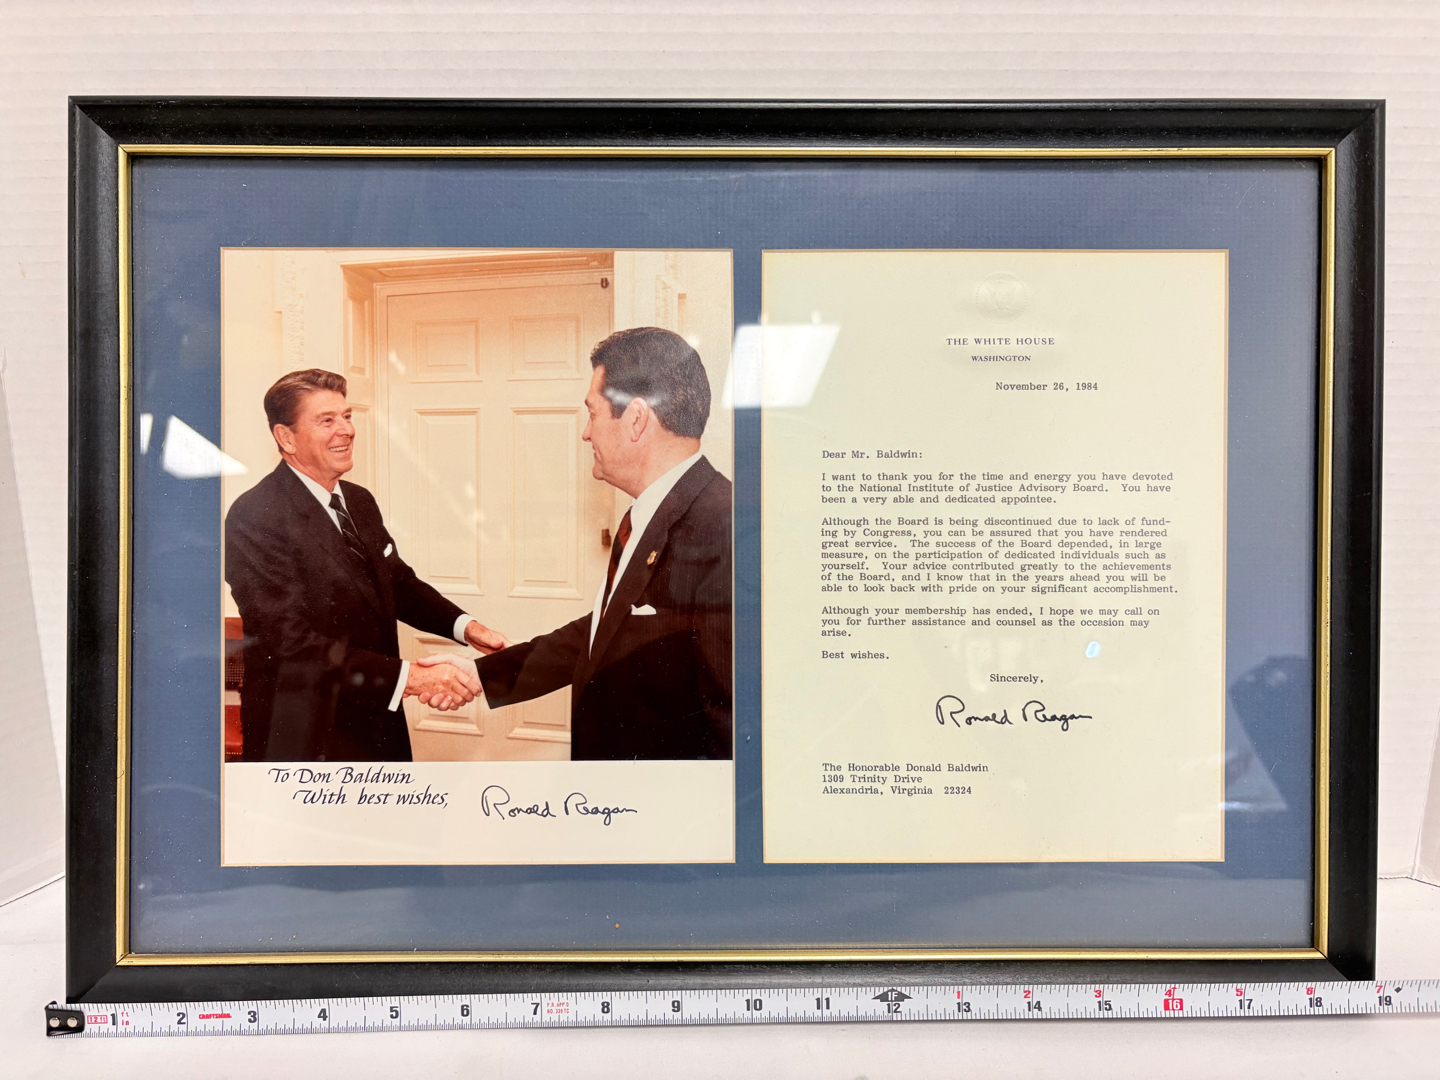 THE WHITE HOUSE
WASHINGTON
November 26, 1984
Dear Mr. Baldwin:
I want to thank you for the time and energy you have devoted
to the National Institute of Justice Advisory Board. You have
been a very able and dedicated appointee.
Although the Board is being discontinued due to lack of fund-
ing by Congress, you can be assured that you have rendered
great service. The success of the Board depended, in large
measure, on the participation of dedicated individuals such as
yourself. Your advice contributed greatly to the achievements
of the Board, and I know that in the years ahead you will be
able to look back with pride on your significant accomplishment.
Although your membership has ended, I hope we may call on
you for further assistance and counsel as the occasion may
arise.
Best wishes.
Sincerely,
Ronald Reagan
The Honorable Donald Baldwin
1309 Trinity Drive
Alexandria, Virginia 22324
To Don Baldwin
With best wishes,
Ronald Reagan
1 2 CRAFTSMAN 3 4 5 6 7 8 9 10 11 1F 12 13 14 15 16 17 18 19
1 2 3 4 5 6 7